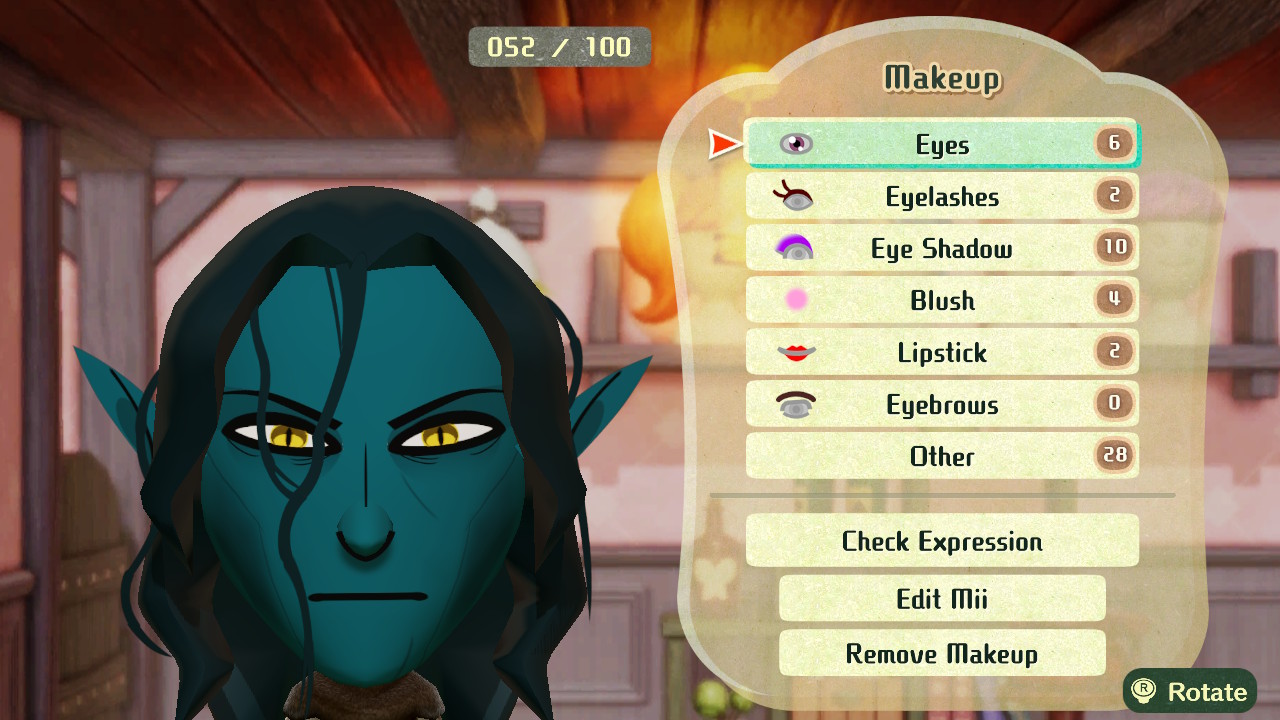 052 / 100
Makeup
Eyes 6
Eyelashes 2
Eye Shadow 10
Blush 4
Lipstick 2
Eyebrows 0
Other 28
Check Expression
Edit Mii
Remove Makeup
R Rotate